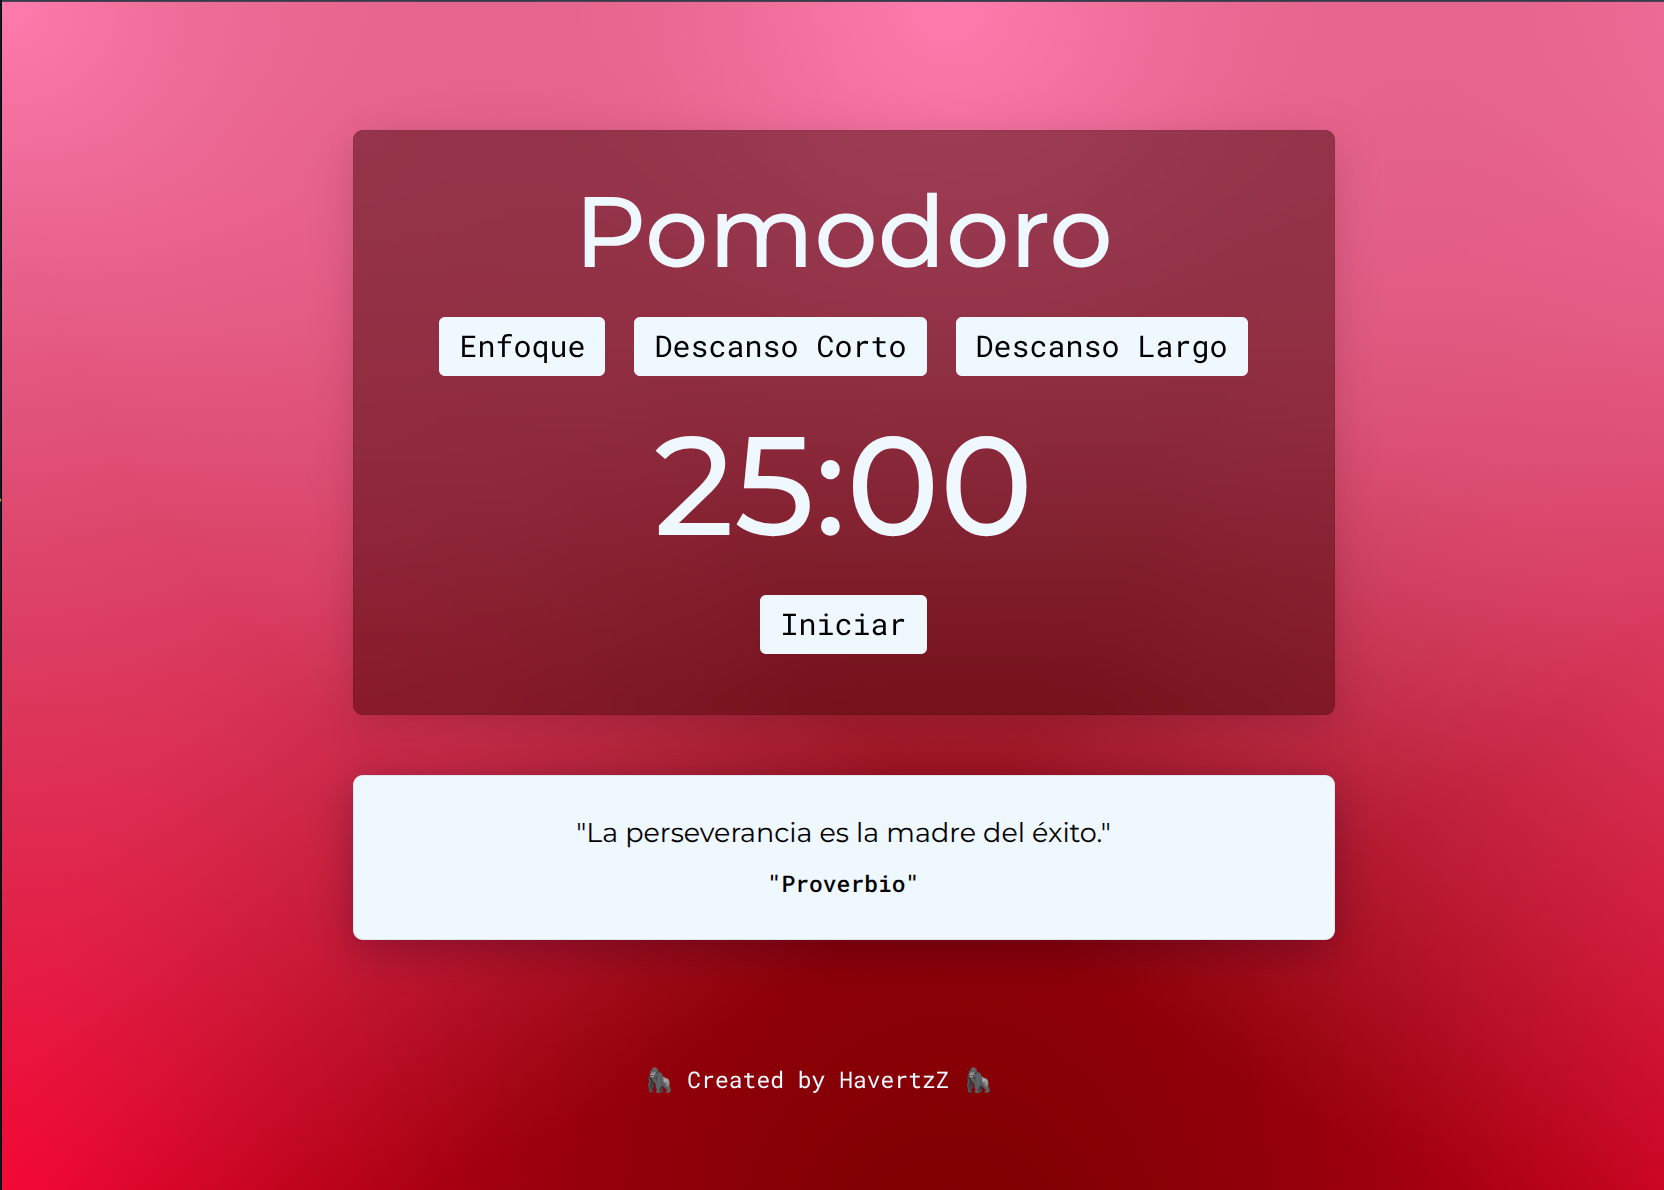 Pomodoro
Enfoque Descanso Corto Descanso Largo
25:00
Iniciar
"La perseverancia es la madre del éxito."
"Proverbio"
🦍 Created by HavertzZ 🦍